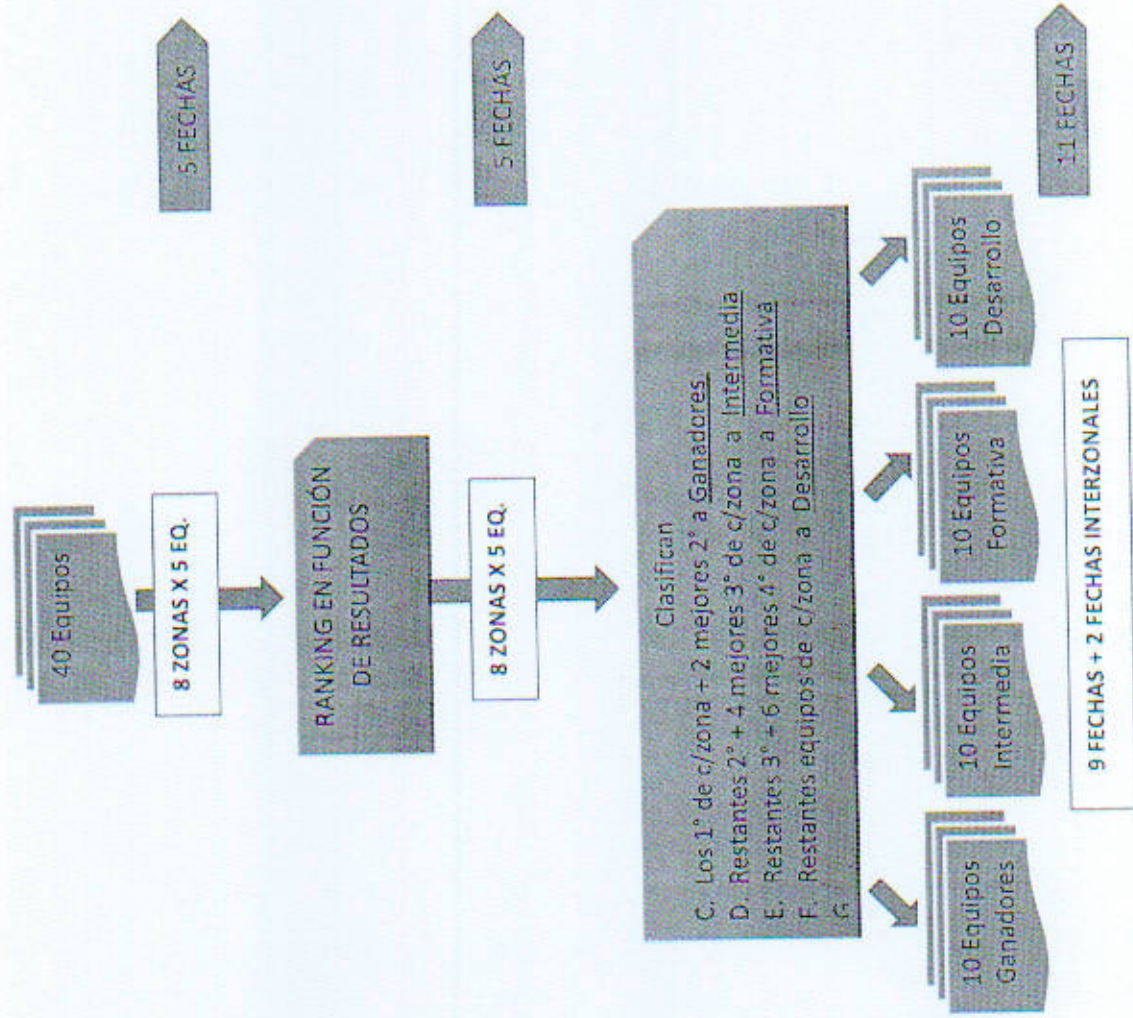 40 Equipos
8 ZONAS X 5 EQ.
5 FECHAS
RANKING EN FUNCIÓN
DE RESULTADOS
8 ZONAS X 5 EQ.
5 FECHAS
Clasifican
C. Los 1° de c/zona + 2 mejores 2° a Ganadores
D. Restantes 2° + 4 mejores 3° de c/zona a Intermedia
E. Restantes 3° + 6 mejores 4° de c/zona a Formativa
F. Restantes equipos de c/zona a Desarrollo
G.
10 Equipos
Ganadores
10 Equipos
Intermedia
10 Equipos
Formativa
10 Equipos
Desarrollo
9 FECHAS + 2 FECHAS INTERZONALES
11 FECHAS